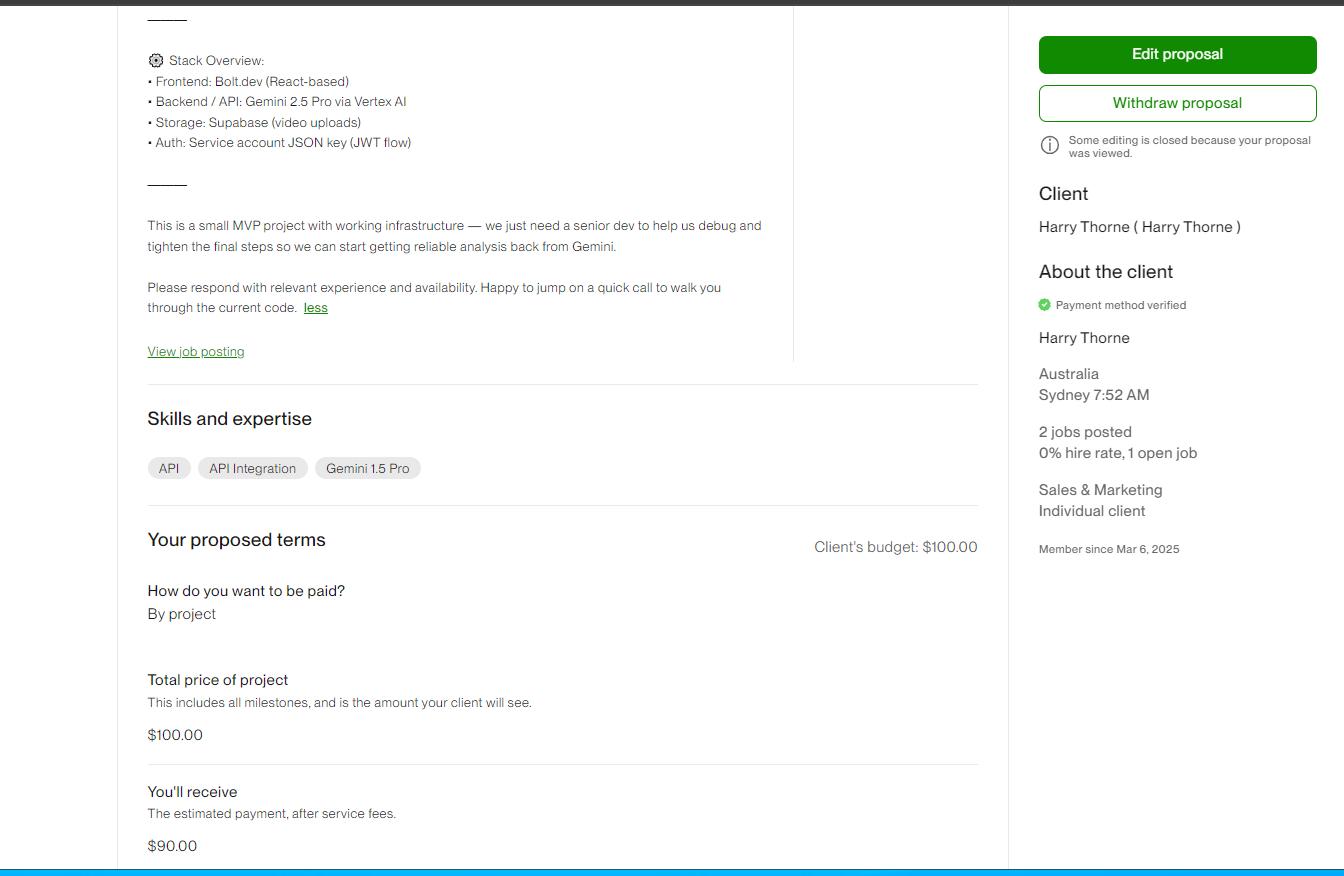 Stack Overview:
• Frontend: Bolt.dev (React-based)
• Backend / API: Gemini 2.5 Pro via Vertex AI
• Storage: Supabase (video uploads)
• Auth: Service account JSON key (JWT flow)
This is a small MVP project with working infrastructure — we just need a senior dev to help us debug and
tighten the final steps so we can start getting reliable analysis back from Gemini.
Please respond with relevant experience and availability. Happy to jump on a quick call to walk you
through the current code. less
View job posting
Skills and expertise
API
API Integration
Gemini 1.5 Pro
Your proposed terms
Client's budget: $100.00
How do you want to be paid?
By project
Total price of project
This includes all milestones, and is the amount your client will see.
$100.00
You'll receive
The estimated payment, after service fees.
$90.00
Edit proposal
Withdraw proposal
Some editing is closed because your proposal
was viewed.
Client
Harry Thorne ( Harry Thorne )
About the client
Payment method verified
Harry Thorne
Australia
Sydney 7:52 AM
2 jobs posted
0% hire rate, 1 open job
Sales & Marketing
Individual client
Member since Mar 6, 2025